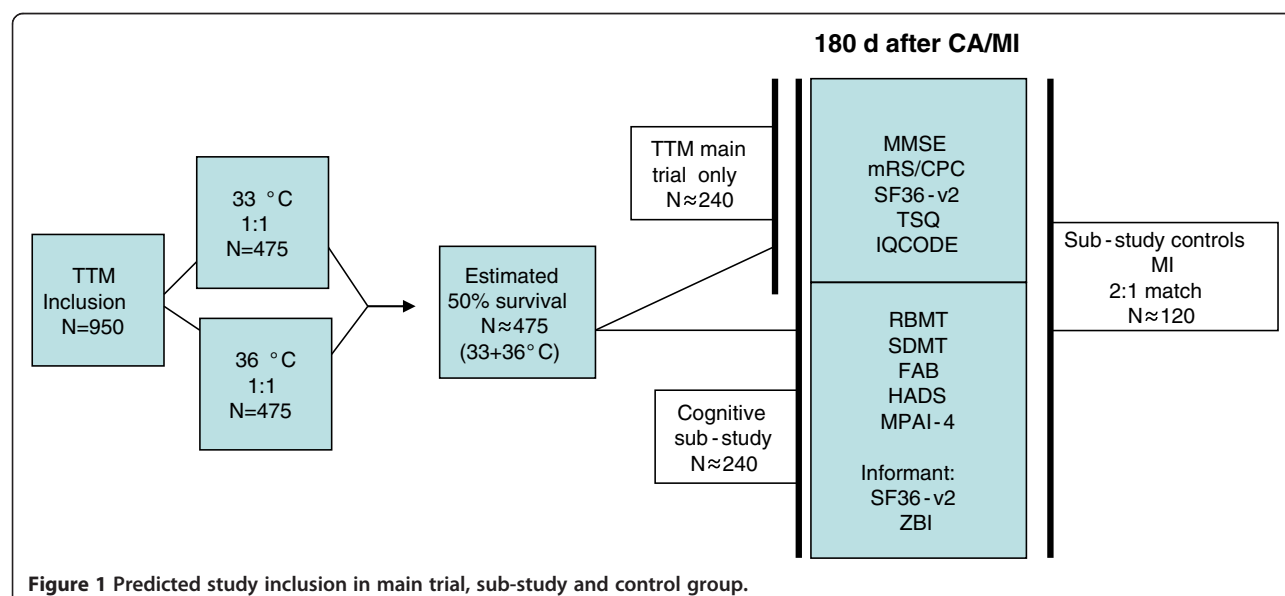 180 d after CA/MI
TTM
Inclusion
N=950
33 °C
1:1
N=475
36 °C
1:1
N=475
Estimated
50% survival
N≈475
(33+36°C)
TTM main
trial only
N≈240
Cognitive
sub-study
N≈240
MMSE
mRS/CPC
SF36-v2
TSQ
IQCODE
RBMT
SDMT
FAB
HADS
MPAI-4
Informant:
SF36-v2
ZBI
Sub-study controls
MI
2:1 match
N≈120
Figure 1 Predicted study inclusion in main trial, sub-study and control group.